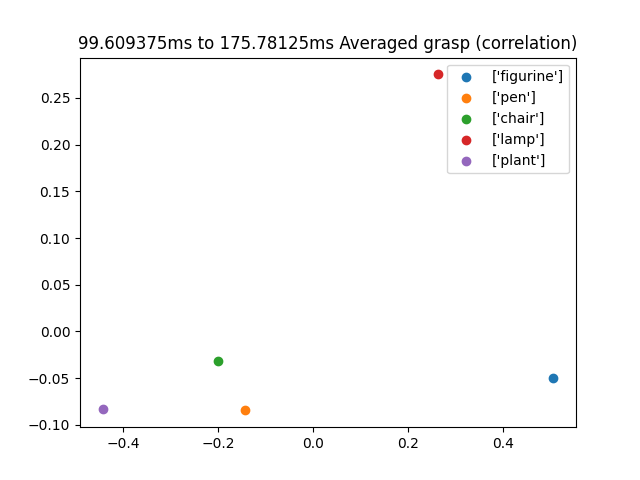 99.609375ms to 175.78125ms Averaged grasp (correlation)
['figurine']
['pen']
['chair']
['lamp']
['plant']
0.25
0.20
0.15
0.10
0.05
0.00
−0.05
−0.10
−0.4 −0.2 0.0 0.2 0.4